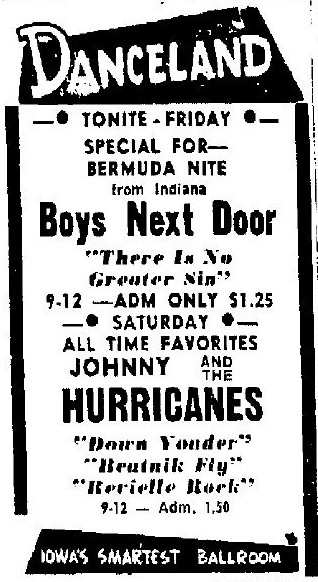 DANCELAND
TONITE - FRIDAY
SPECIAL FOR—
BERMUDA NITE
from Indiana
Boys Next Door
"There Is No
Greater Sin"
9-12 —ADM ONLY $1.25
SATURDAY
ALL TIME FAVORITES
JOHNNY AND THE
HURRICANES
"Down Yonder"
"Beatnik Fly"
"Revielle Rock"
9-12 — Adm, 1.50
IOWA'S SMARTEST BALLROOM